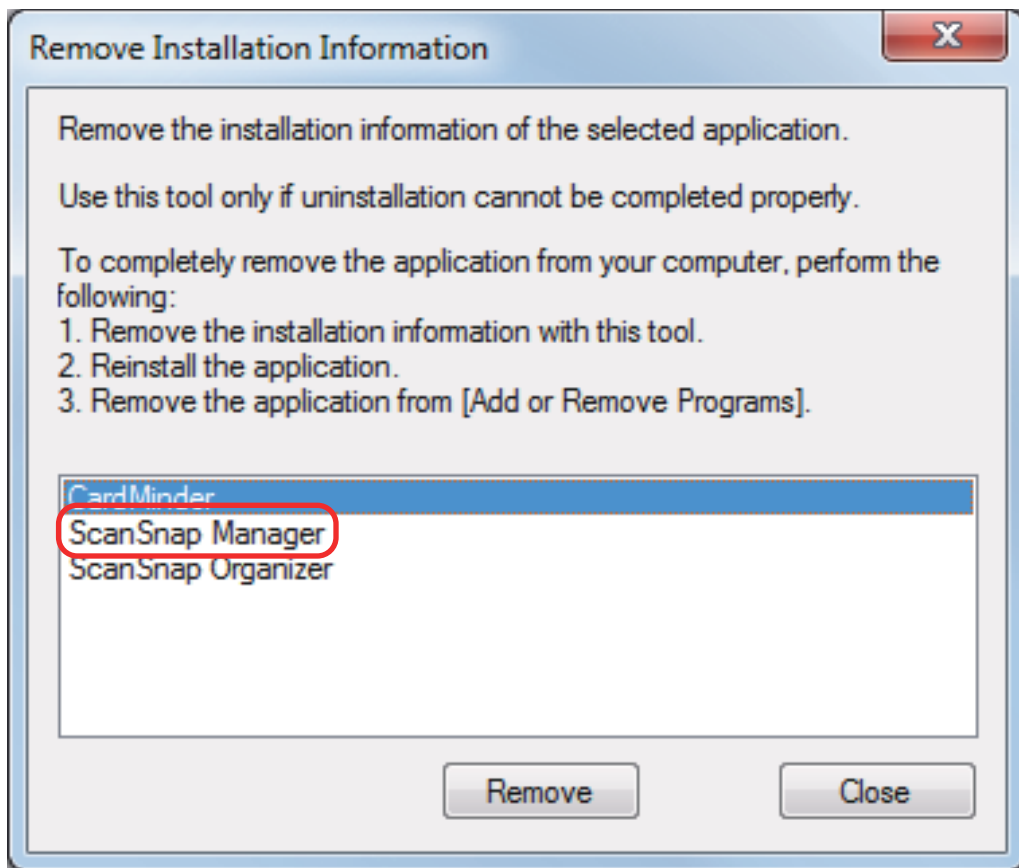 Remove Installation Information
Remove the installation information of the selected application.
Use this tool only if uninstallation cannot be completed properly.
To completely remove the application from your computer, perform the
following:
1. Remove the installation information with this tool.
2. Reinstall the application.
3. Remove the application from [Add or Remove Programs].
CardMinder
ScanSnap Manager
ScanSnap Organizer
Remove Close